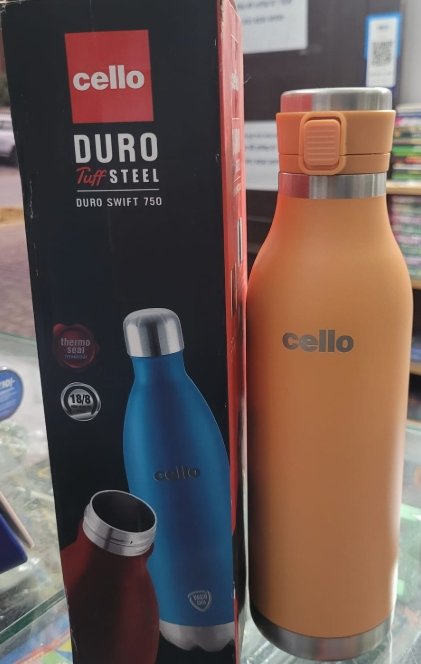 cello
DURO
Tuff STEEL
DURO SWIFT 750
thermo
seal
18/8
cello
cello